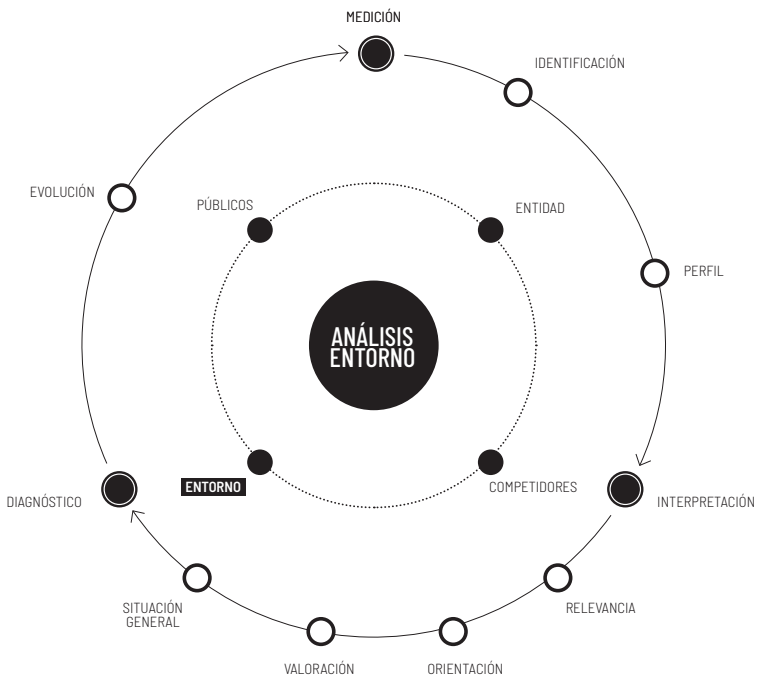 MEDICIÓN
IDENTIFICACIÓN
EVOLUCIÓN
PÚBLICOS
ENTIDAD
PERFIL
ANÁLISIS
ENTORNO
ENTORNO
COMPETIDORES
DIAGNÓSTICO
INTERPRETACIÓN
SITUACIÓN
GENERAL
RELEVANCIA
VALORACIÓN
ORIENTACIÓN